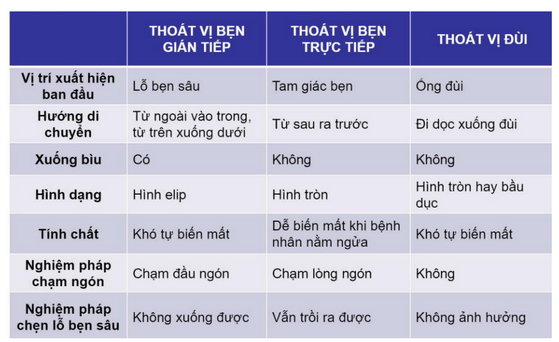 THOÁT VỊ BẸN
GIÁN TIẾP
THOÁT VỊ BẸN
TRỰC TIẾP
THOÁT VỊ ĐÙI
Vị trí xuất hiện
ban đầu
Lỗ bẹn sâu
Tam giác bẹn
Ống đùi
Hướng di
chuyển
Từ ngoài vào trong,
từ trên xuống dưới
Từ sau ra trước
Đi dọc xuống đùi
Xuống bìu
Có
Không
Không
Hình dạng
Hình elip
Hình tròn
Hình tròn hay bầu
dục
Tính chất
Khó tự biến mất
Dễ biến mất khi bệnh
nhân nằm ngửa
Khó tự biến mất
Nghiệm pháp
chạm ngón
Chạm đầu ngón
Chạm lòng ngón
Không
Nghiệm pháp
chẹn lỗ bẹn sâu
Không xuống được
Vẫn trồi ra được
Không ảnh hưởng